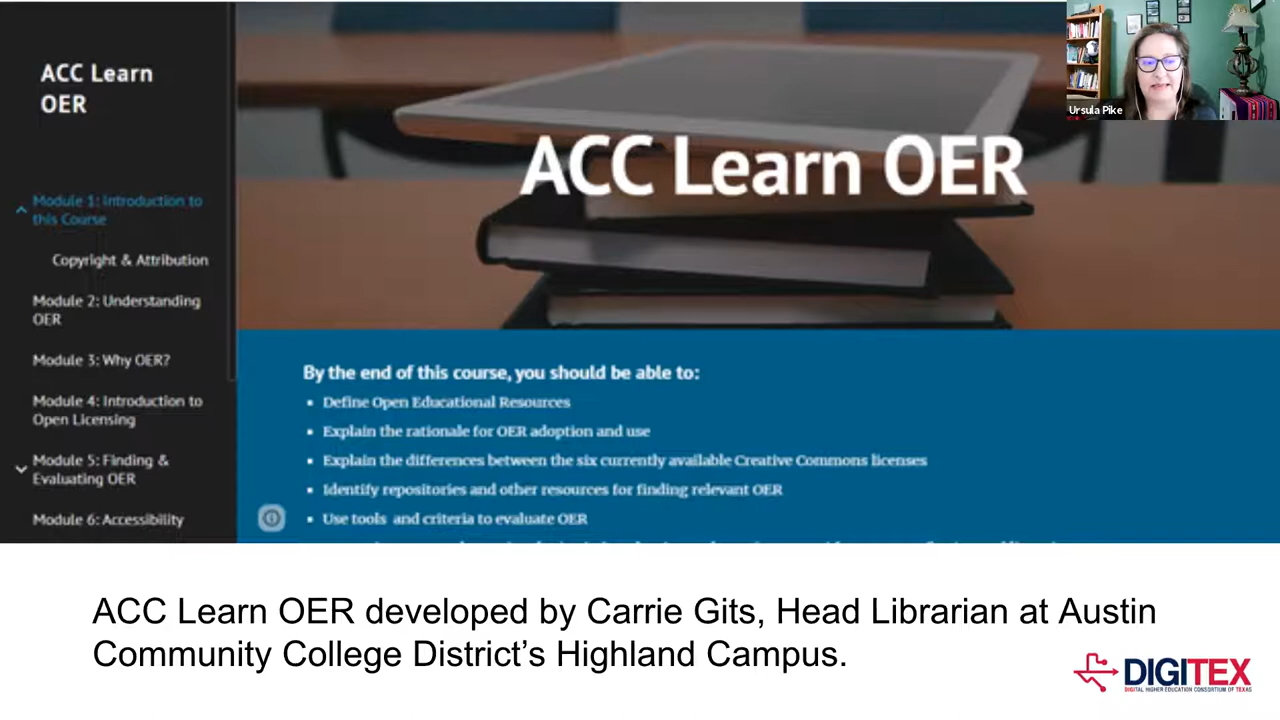 ACC Learn
OER
Module 1: Introduction to
this Course
Copyright & Attribution
Module 2: Understanding
OER
Module 3: Why OER?
Module 4: Introduction to
Open Licensing
Module 5: Finding &
Evaluating OER
Module 6: Accessibility
ACC Learn OER
By the end of this course, you should be able to:
Define Open Educational Resources
Explain the rationale for OER adoption and use
Explain the differences between the six currently available Creative Commons licenses
Identify repositories and other resources for finding relevant OER
Use tools and criteria to evaluate OER
Ursula Pike
ACC Learn OER developed by Carrie Gits, Head Librarian at Austin
Community College District’s Highland Campus.
DIGITEX
DIGITAL HIGHER EDUCATION CONSORTIUM OF TEXAS